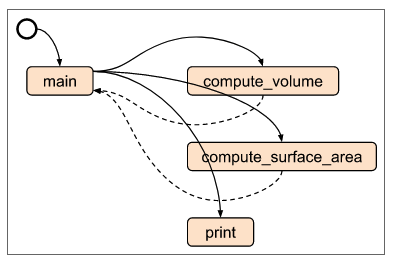 main
compute_volume
compute_surface_area
print